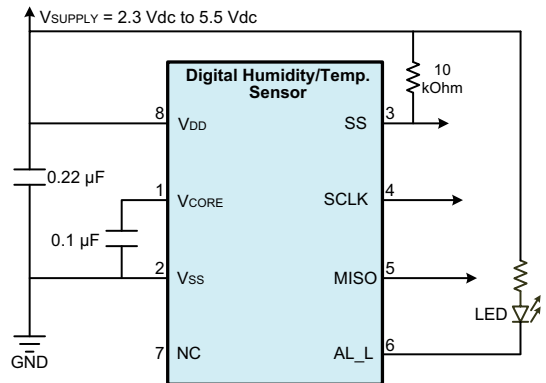 VSUPPLY = 2.3 Vdc to 5.5 Vdc
Digital Humidity/Temp.
Sensor
10
kOhm
8
VDD
3
SS
0.22 µF
1
VCORE
4
SCLK
0.1 µF
2
VSS
5
MISO
LED
7
NC
6
AL_L
GND